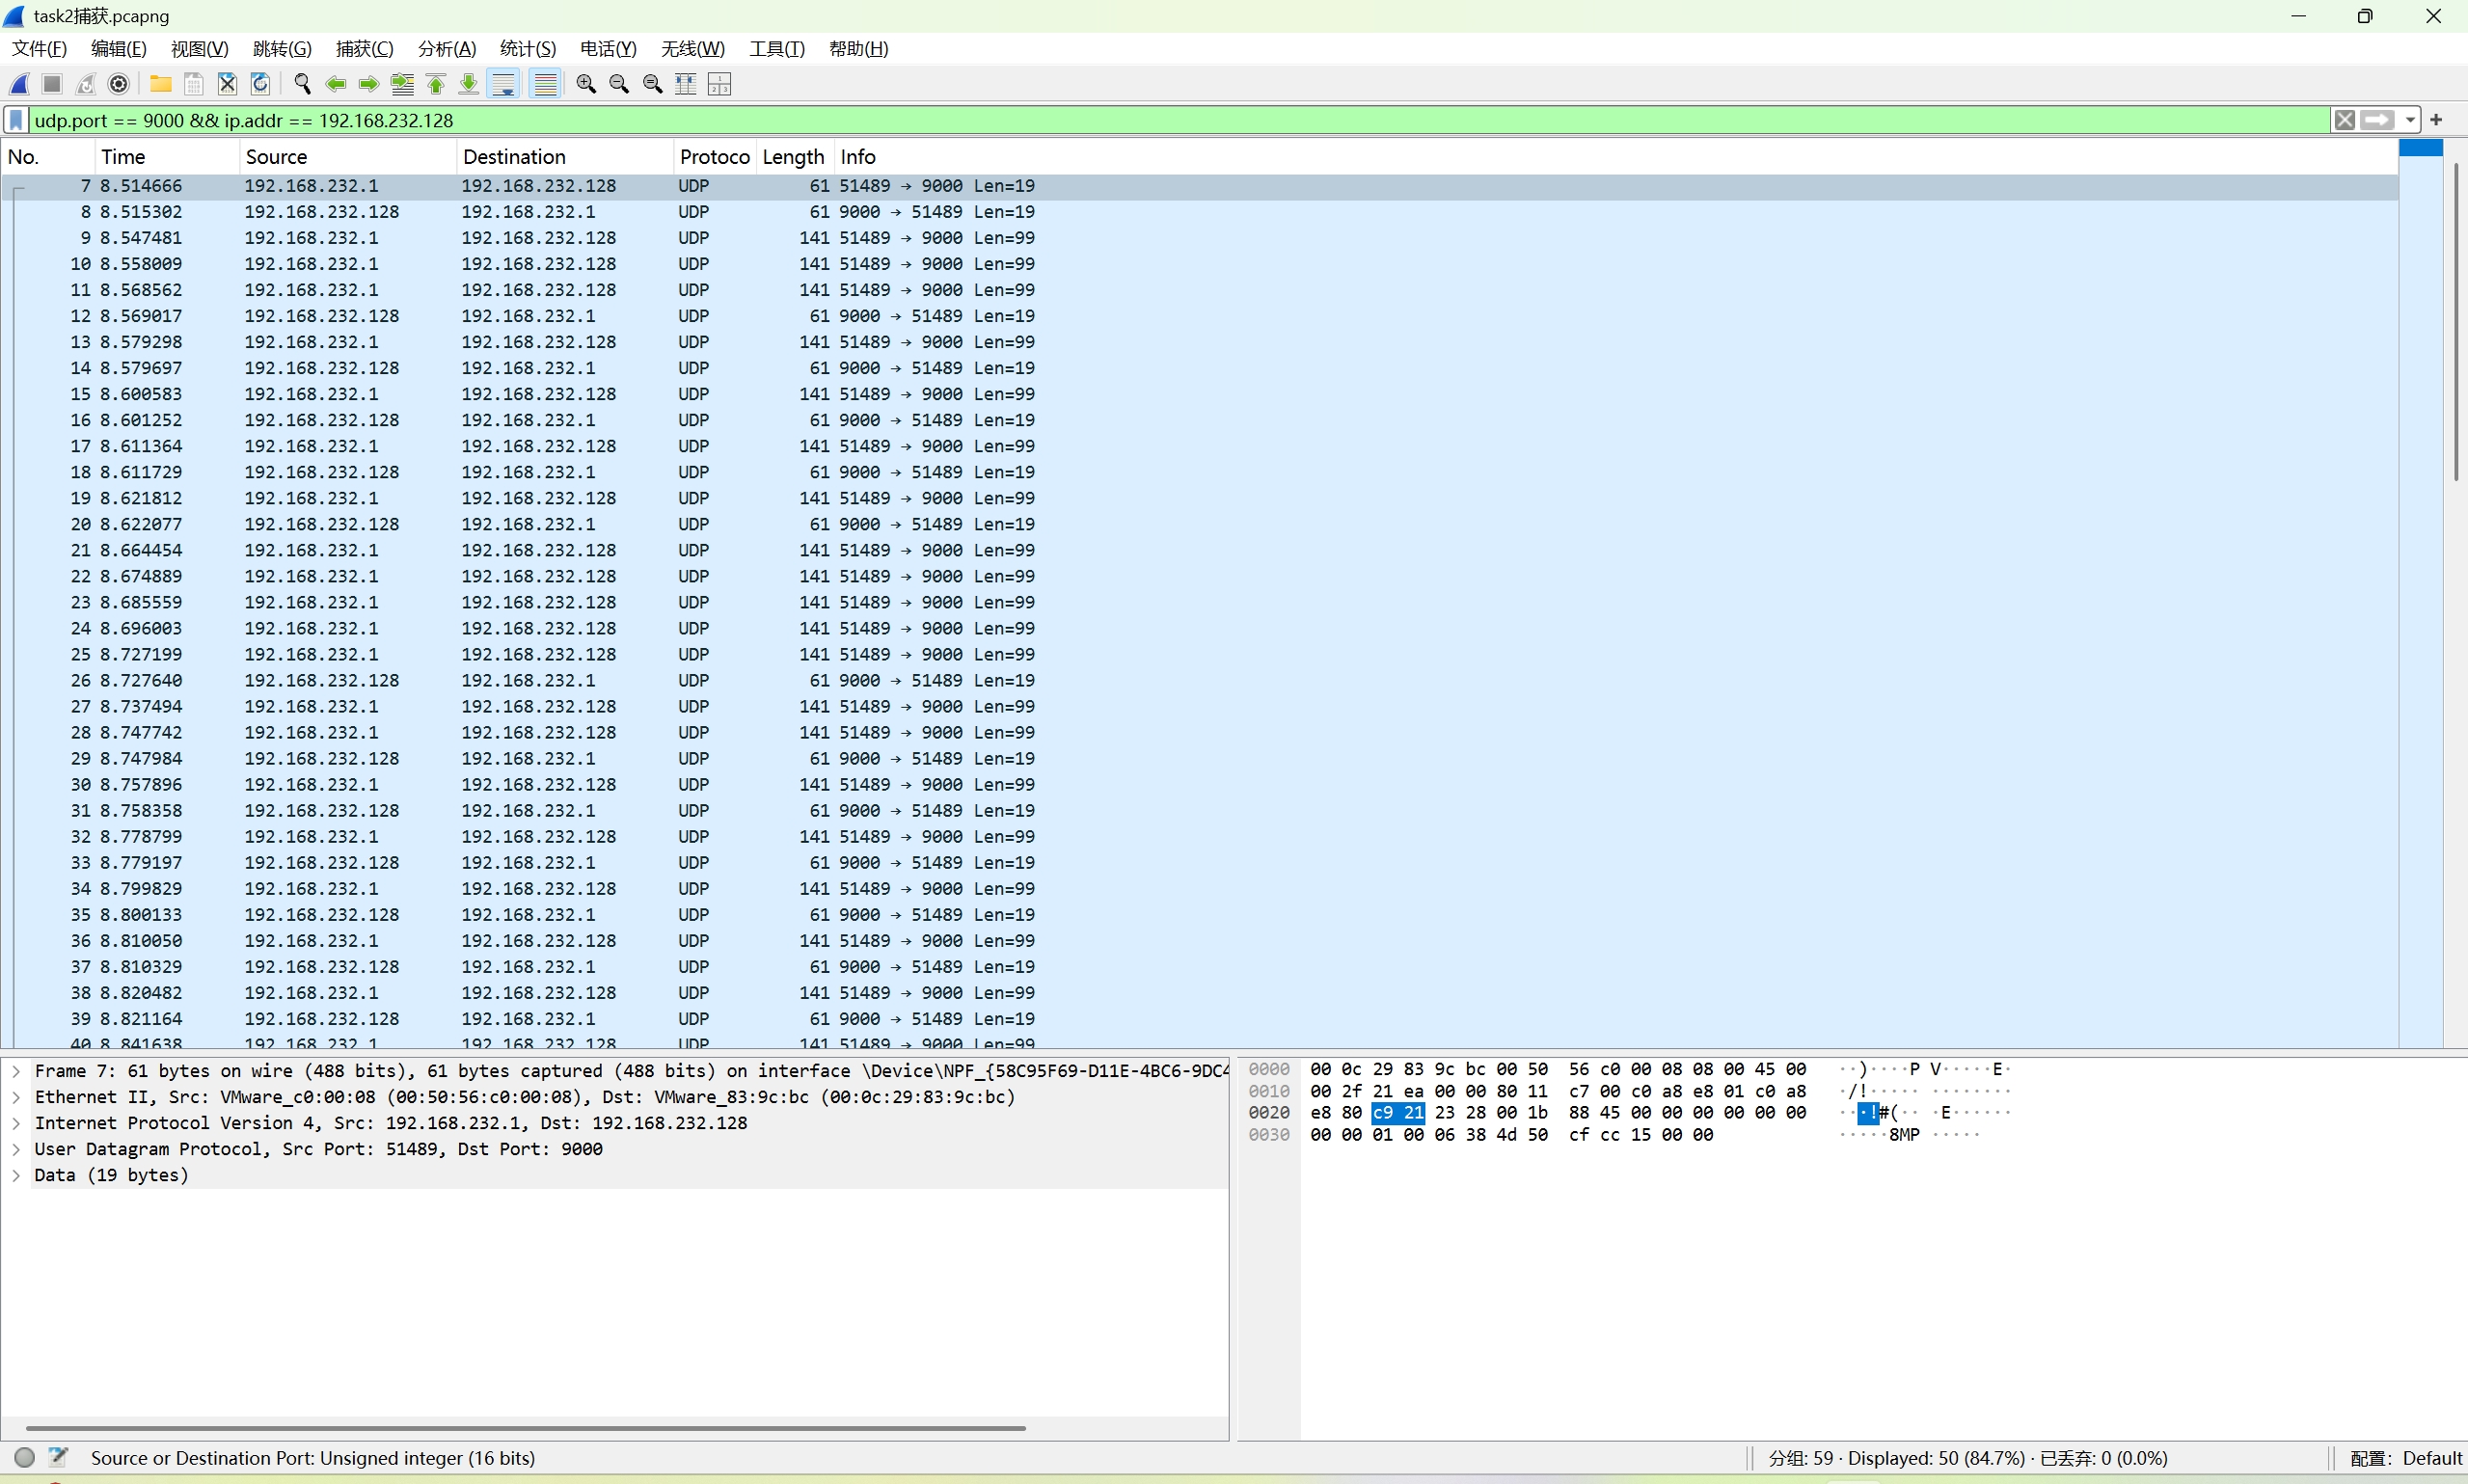 task2捕获.pcapng
文件(F) 编辑(E) 视图(V) 跳转(G) 捕获(C) 分析(A) 统计(S) 电话(Y) 无线(W) 工具(T) 帮助(H)
udp.port == 9000 && ip.addr == 192.168.232.128
No. Time Source Destination Protoco Length Info
7 8.514666 192.168.232.1 192.168.232.128 UDP 61 51489 → 9000 Len=19
8 8.515302 192.168.232.128 192.168.232.1 UDP 61 9000 → 51489 Len=19
9 8.547481 192.168.232.1 192.168.232.128 UDP 141 51489 → 9000 Len=99
10 8.558009 192.168.232.1 192.168.232.128 UDP 141 51489 → 9000 Len=99
11 8.568562 192.168.232.1 192.168.232.128 UDP 141 51489 → 9000 Len=99
12 8.569017 192.168.232.128 192.168.232.1 UDP 61 9000 → 51489 Len=19
13 8.579298 192.168.232.1 192.168.232.128 UDP 141 51489 → 9000 Len=99
14 8.579697 192.168.232.128 192.168.232.1 UDP 61 9000 → 51489 Len=19
15 8.600583 192.168.232.1 192.168.232.128 UDP 141 51489 → 9000 Len=99
16 8.601252 192.168.232.128 192.168.232.1 UDP 61 9000 → 51489 Len=19
17 8.611364 192.168.232.1 192.168.232.128 UDP 141 51489 → 9000 Len=99
18 8.611729 192.168.232.128 192.168.232.1 UDP 61 9000 → 51489 Len=19
19 8.621812 192.168.232.1 192.168.232.128 UDP 141 51489 → 9000 Len=99
20 8.622077 192.168.232.128 192.168.232.1 UDP 61 9000 → 51489 Len=19
21 8.664454 192.168.232.1 192.168.232.128 UDP 141 51489 → 9000 Len=99
22 8.674889 192.168.232.1 192.168.232.128 UDP 141 51489 → 9000 Len=99
23 8.685559 192.168.232.1 192.168.232.128 UDP 141 51489 → 9000 Len=99
24 8.696003 192.168.232.1 192.168.232.128 UDP 141 51489 → 9000 Len=99
25 8.727199 192.168.232.1 192.168.232.128 UDP 141 51489 → 9000 Len=99
26 8.727640 192.168.232.128 192.168.232.1 UDP 61 9000 → 51489 Len=19
27 8.737494 192.168.232.1 192.168.232.128 UDP 141 51489 → 9000 Len=99
28 8.747742 192.168.232.1 192.168.232.128 UDP 141 51489 → 9000 Len=99
29 8.747984 192.168.232.128 192.168.232.1 UDP 61 9000 → 51489 Len=19
30 8.757896 192.168.232.1 192.168.232.128 UDP 141 51489 → 9000 Len=99
31 8.758358 192.168.232.128 192.168.232.1 UDP 61 9000 → 51489 Len=19
32 8.778799 192.168.232.1 192.168.232.128 UDP 141 51489 → 9000 Len=99
33 8.779197 192.168.232.128 192.168.232.1 UDP 61 9000 → 51489 Len=19
34 8.799829 192.168.232.1 192.168.232.128 UDP 141 51489 → 9000 Len=99
35 8.800133 192.168.232.128 192.168.232.1 UDP 61 9000 → 51489 Len=19
36 8.810050 192.168.232.1 192.168.232.128 UDP 141 51489 → 9000 Len=99
37 8.810329 192.168.232.128 192.168.232.1 UDP 61 9000 → 51489 Len=19
38 8.820482 192.168.232.1 192.168.232.128 UDP 141 51489 → 9000 Len=99
39 8.821164 192.168.232.128 192.168.232.1 UDP 61 9000 → 51489 Len=19
40 8.841638 192.168.232.1 192.168.232.128 UDP 141 51489 → 9000 Len=99
Frame 7: 61 bytes on wire (488 bits), 61 bytes captured (488 bits) on interface \Device\NPF_{58C95F69-D11E-4BC6-9DC4
Ethernet II, Src: VMware_c0:00:08 (00:50:56:c0:00:08), Dst: VMware_83:9c:bc (00:0c:29:83:9c:bc)
Internet Protocol Version 4, Src: 192.168.232.1, Dst: 192.168.232.128
User Datagram Protocol, Src Port: 51489, Dst Port: 9000
Data (19 bytes)
0000 00 0c 29 83 9c bc 00 50 56 c0 00 08 08 00 45 00 ··)····P V·····E·
0010 00 2f 21 ea 00 00 80 11 c7 00 c0 a8 e8 01 c0 a8 ·/!····· ········
0020 e8 80 c9 21 23 28 00 1b 88 45 00 00 00 00 00 00 ···!#(·· ·E······
0030 00 00 01 00 06 38 4d 50 cf cc 15 00 00 ·····8MP ·····
Source or Destination Port: Unsigned integer (16 bits)
分组: 59 · Displayed: 50 (84.7%) · 已丢弃: 0 (0.0%)
配置: Default